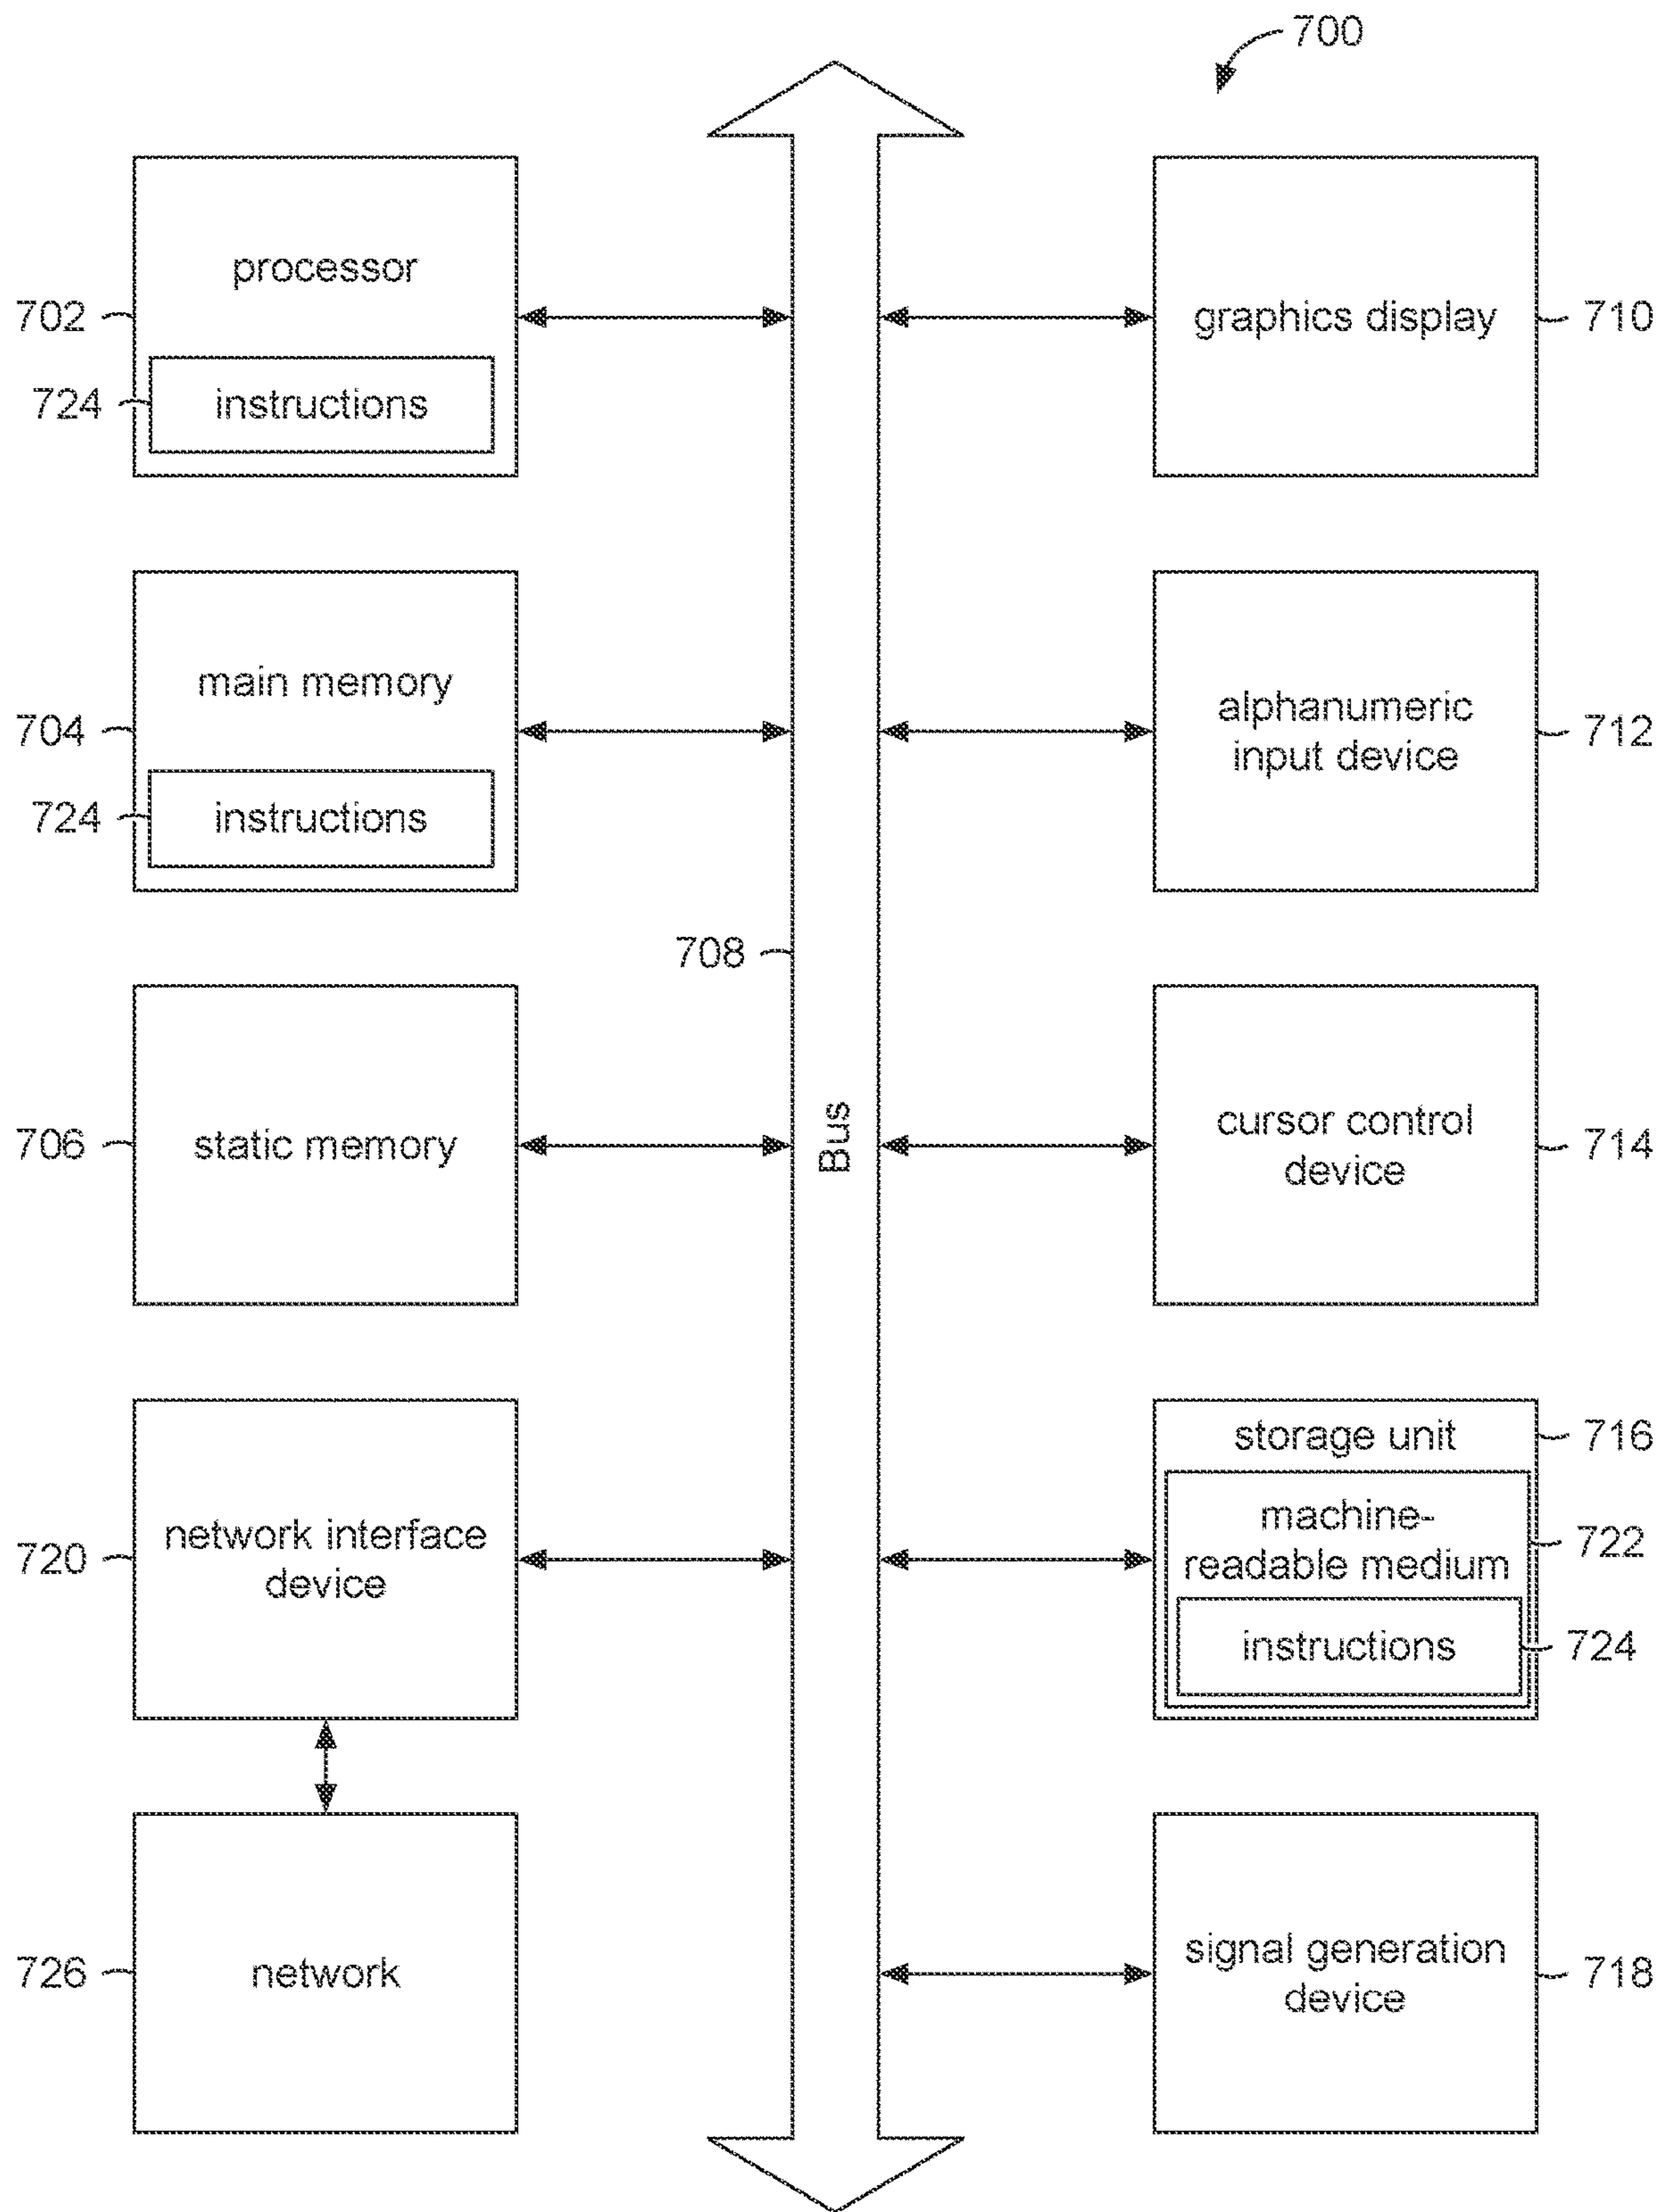 700
processor
702
724
instructions
graphics display
710
main memory
704
724
instructions
alphanumeric
input device
712
708
Bus
706
static memory
cursor control
device
714
720
network interface
device
storage unit
716
machine-
readable medium
722
instructions
724
726
network
signal generation
device
718